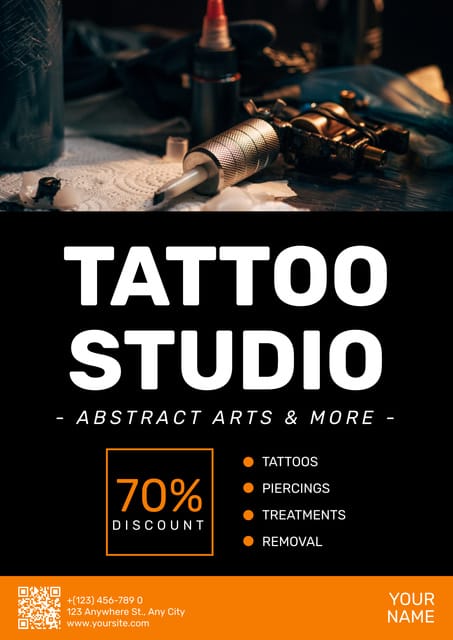 TATTOO
STUDIO
- ABSTRACT ARTS & MORE -
70%
DISCOUNT
TATTOOS
PIERCINGS
TREATMENTS
REMOVAL
+(123) 456-789 0
123 Anywhere St., Any City
www.yoursite.com
YOUR
NAME